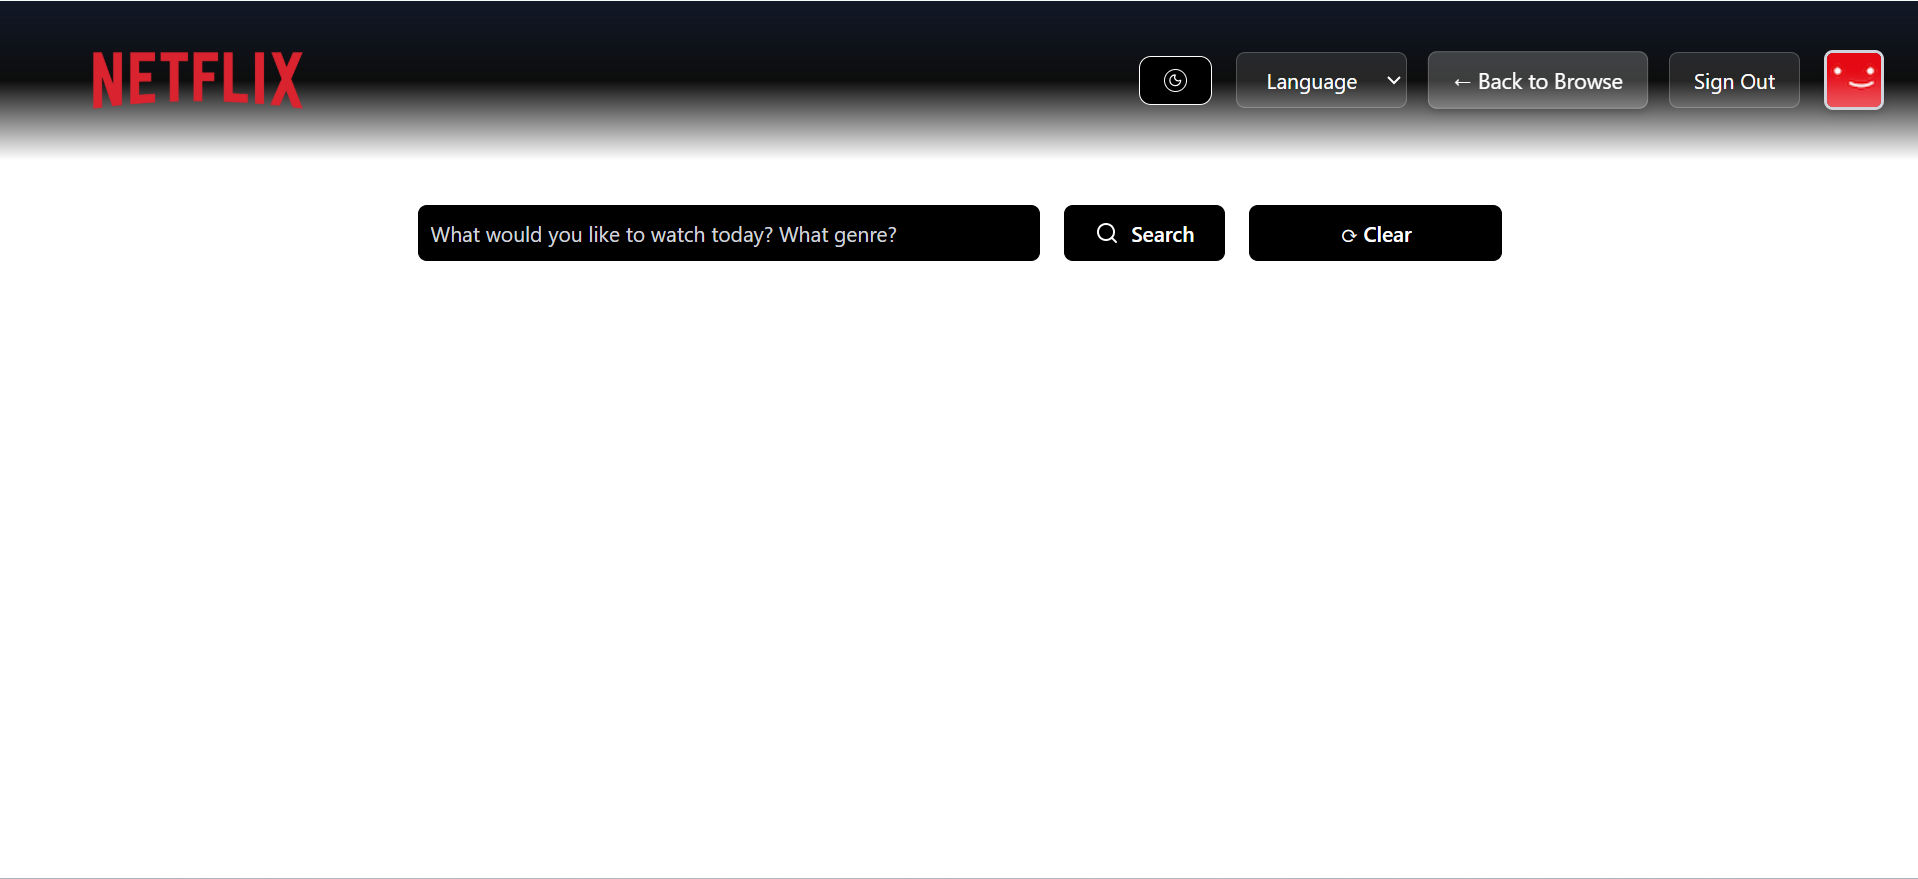 NETFLIX
Language
← Back to Browse
Sign Out
What would you like to watch today? What genre?
Search
⟳ Clear